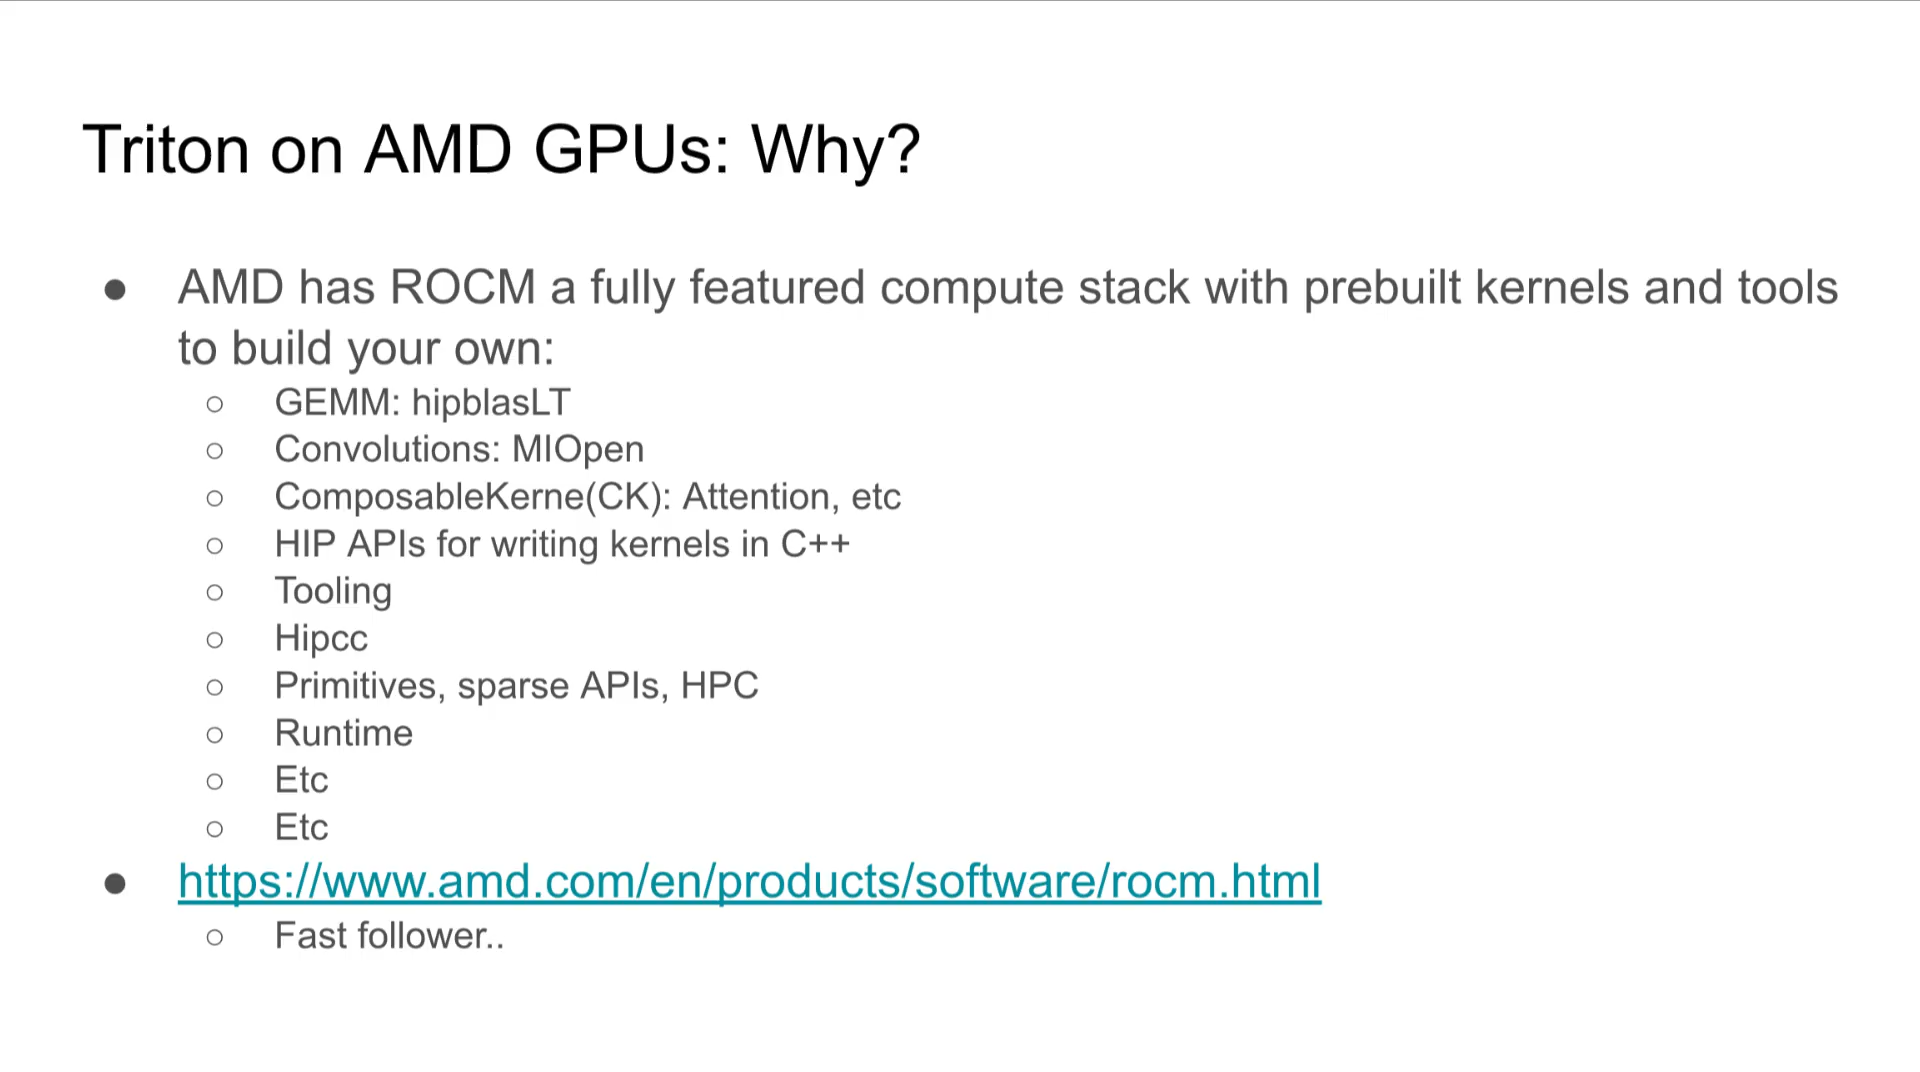 Triton on AMD GPUs: Why?
● AMD has ROCM a fully featured compute stack with prebuilt kernels and tools
to build your own:
○ GEMM: hipblasLT
○ Convolutions: MIOpen
○ ComposableKerne(CK): Attention, etc
○ HIP APIs for writing kernels in C++
○ Tooling
○ Hipcc
○ Primitives, sparse APIs, HPC
○ Runtime
○ Etc
○ Etc
● https://www.amd.com/en/products/software/rocm.html
○ Fast follower..